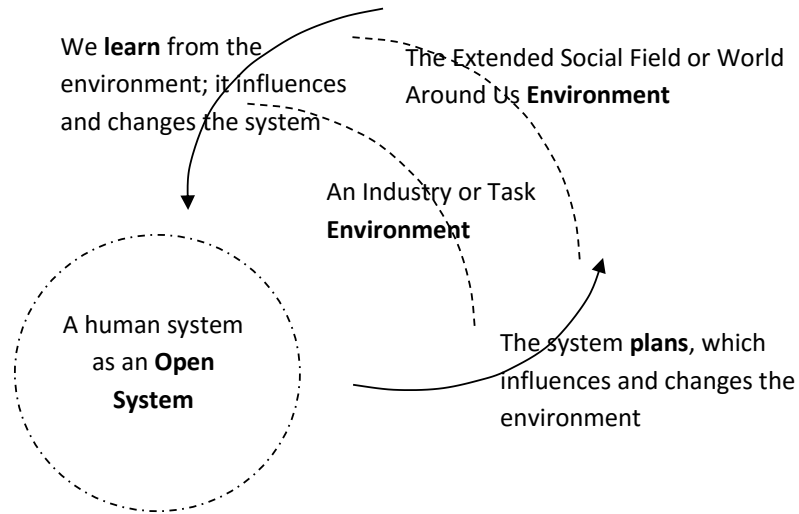 We learn from the
environment; it influences
and changes the system
The Extended Social Field or World
Around Us Environment
An Industry or Task
Environment
A human system
as an Open
System
The system plans, which
influences and changes the
environment